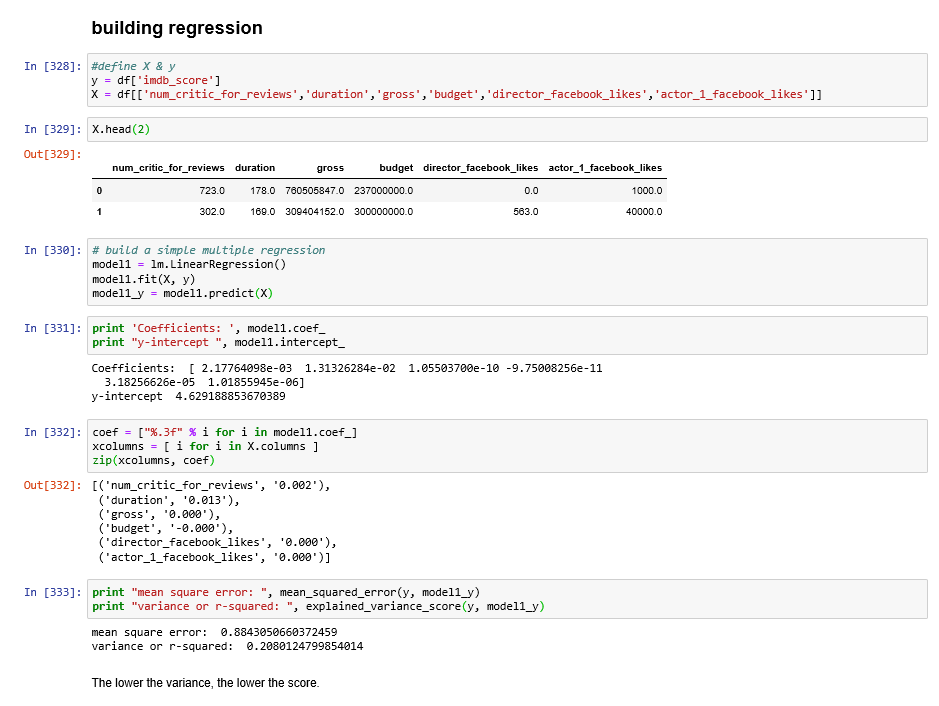 building regression
In [328]: #define X & y
y = df['imdb_score']
X = df[['num_critic_for_reviews','duration','gross','budget','director_facebook_likes','actor_1_facebook_likes']]
In [329]: X.head(2)
Out[329]:
num_critic_for_reviews duration gross budget director_facebook_likes actor_1_facebook_likes
0 723.0 178.0 760505847.0 237000000.0 0.0 1000.0
1 302.0 169.0 309404152.0 300000000.0 563.0 40000.0
In [330]: # build a simple multiple regression
model1 = lm.LinearRegression()
model1.fit(X, y)
model1_y = model1.predict(X)
In [331]: print 'Coefficients: ', model1.coef_
print "y-intercept ", model1.intercept_
Coefficients:  [ 2.17764098e-03  1.31326284e-02  1.05503700e-10 -9.75008256e-11
  3.18256626e-05  1.01855945e-06]
y-intercept  4.629188853670389
In [332]: coef = ["%.3f" % i for i in model1.coef_]
xcolumns = [ i for i in X.columns ]
zip(xcolumns, coef)
Out[332]: [('num_critic_for_reviews', '0.002'),
 ('duration', '0.013'),
 ('gross', '0.000'),
 ('budget', '-0.000'),
 ('director_facebook_likes', '0.000'),
 ('actor_1_facebook_likes', '0.000')]
In [333]: print "mean square error: ", mean_squared_error(y, model1_y)
print "variance or r-squared: ", explained_variance_score(y, model1_y)
mean square error:  0.8843050660372459
variance or r-squared:  0.2080124799854014
The lower the variance, the lower the score.